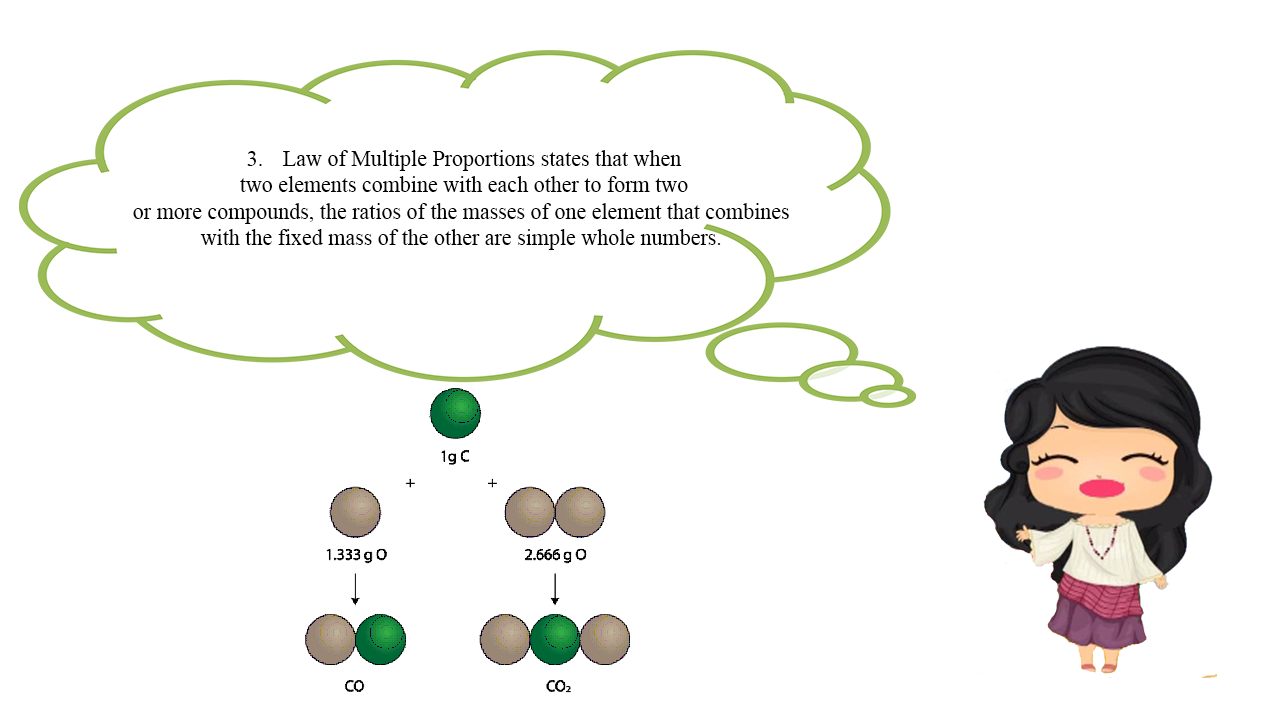 3. Law of Multiple Proportions states that when
two elements combine with each other to form two
or more compounds, the ratios of the masses of one element that combines
with the fixed mass of the other are simple whole numbers.
1g C
+ +
1.333 g O 2.666 g O
CO CO₂